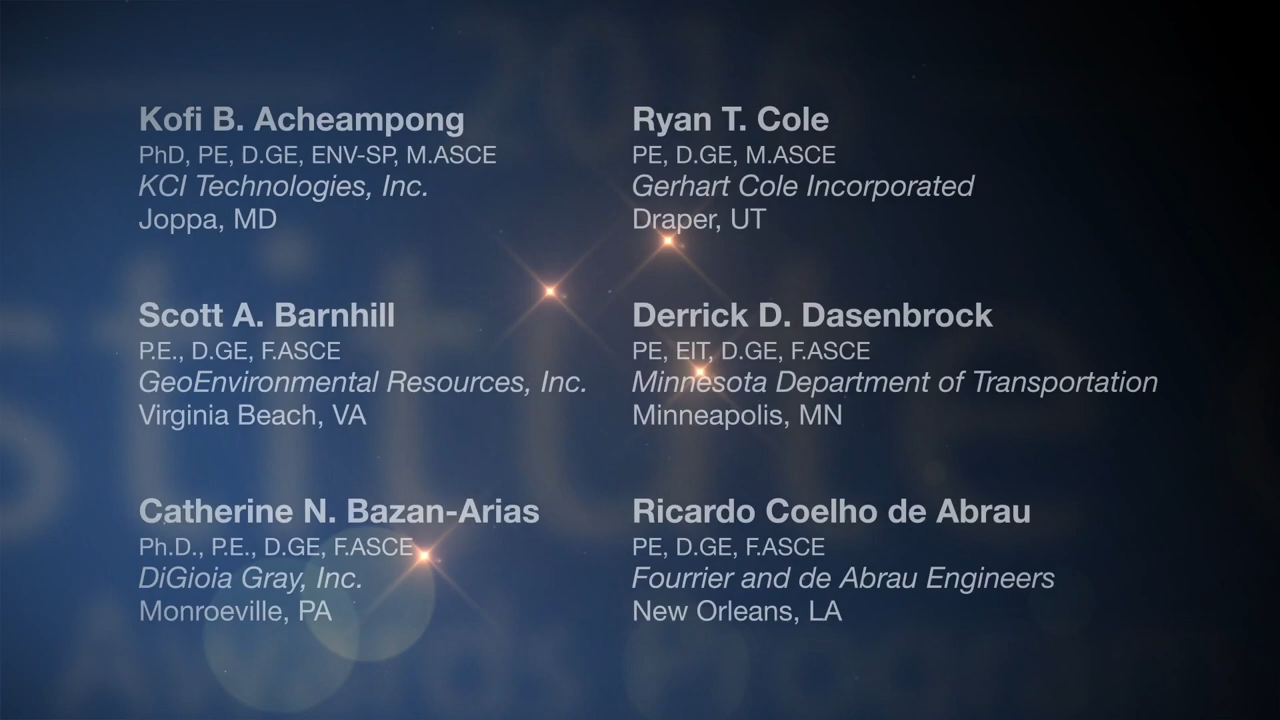 Kofi B. Acheampong
PhD, PE, D.GE, ENV-SP, M.ASCE
KCI Technologies, Inc.
Joppa, MD
Scott A. Barnhill
P.E., D.GE, F.ASCE
GeoEnvironmental Resources, Inc.
Virginia Beach, VA
Catherine N. Bazan-Arias
Ph.D., P.E., D.GE, F.ASCE
DiGioia Gray, Inc.
Monroeville, PA
Ryan T. Cole
PE, D.GE, M.ASCE
Gerhart Cole Incorporated
Draper, UT
Derrick D. Dasenbrock
PE, EIT, D.GE, F.ASCE
Minnesota Department of Transportation
Minneapolis, MN
Ricardo Coelho de Abrau
PE, D.GE, F.ASCE
Fourrier and de Abrau Engineers
New Orleans, LA